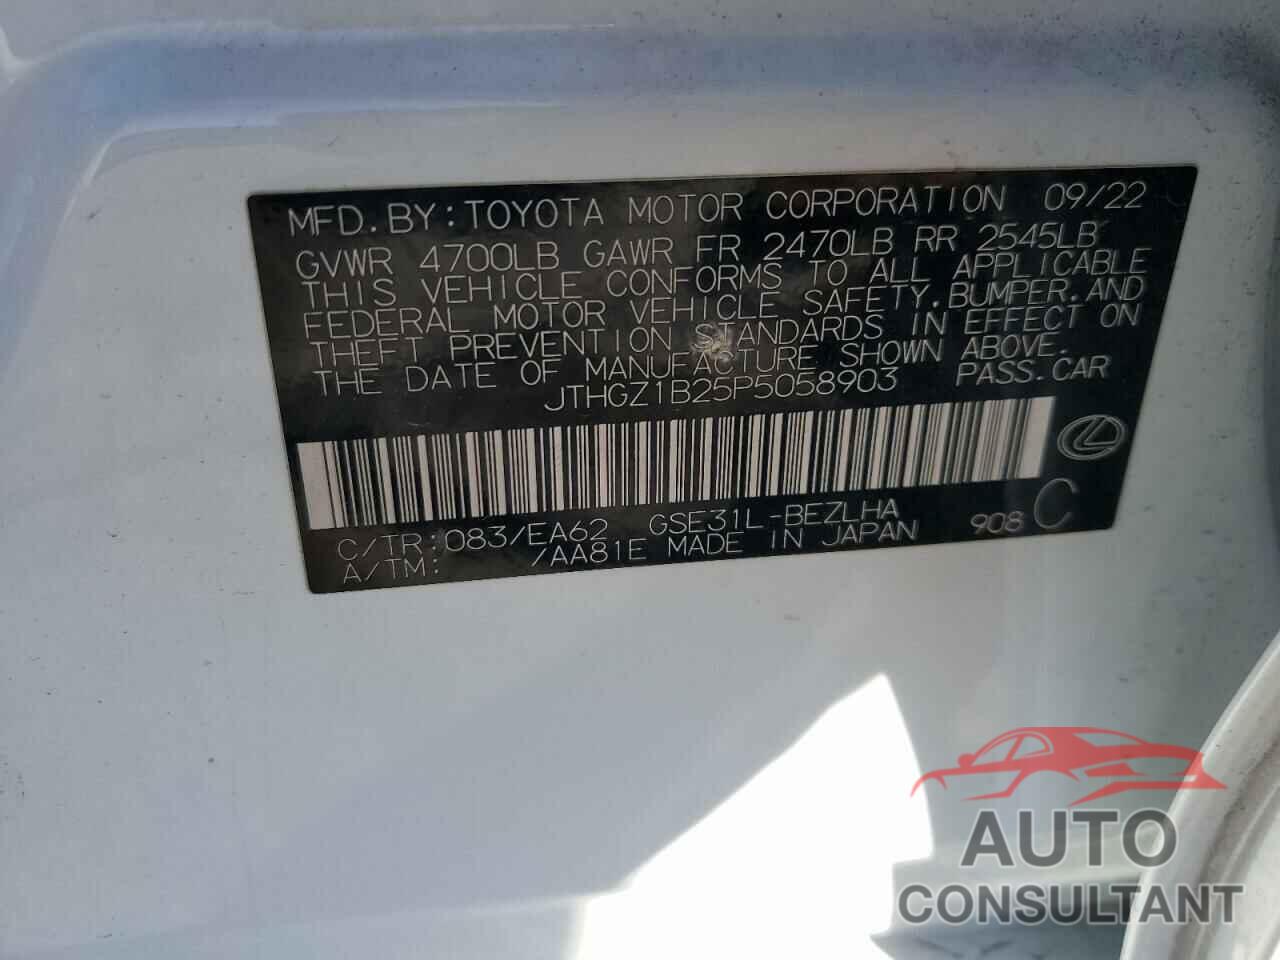 MFD. BY: TOYOTA MOTOR CORPORATION 09/22
GVWR 4700LB GAWR FR 2470LB RR 2545LB
THIS VEHICLE CONFORMS TO ALL APPLICABLE
FEDERAL MOTOR VEHICLE SAFETY, BUMPER, AND
THEFT PREVENTION STANDARDS IN EFFECT ON
THE DATE OF MANUFACTURE SHOWN ABOVE.
JTHGZ1B25P5058903 PASS. CAR
C/TR: 083/EA62 GSE31L-BEZLHA
A/TM: /AA81E MADE IN JAPAN 908 C
AUTO
CONSULTANT